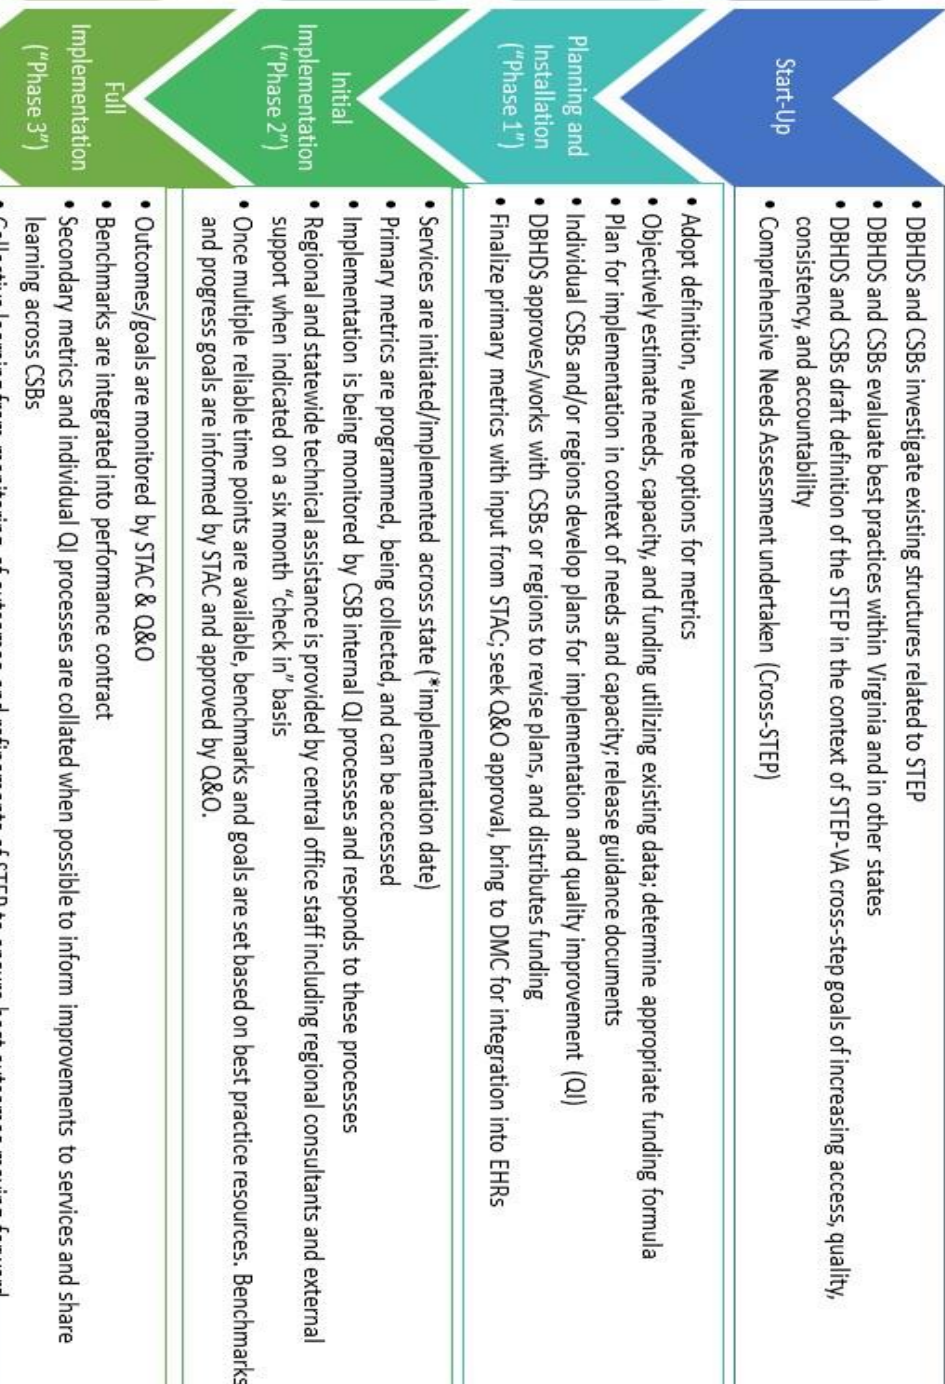 Start-Up
• DBHDS and CSBs investigate existing structures related to STEP
• DBHDS and CSBs evaluate best practices within Virginia and in other states
• DBHDS and CSBs draft definition of the STEP in the context of STEP-VA cross-step goals of increasing access, quality,
consistency, and accountability
• Comprehensive Needs Assessment undertaken (Cross-STEP)
Planning and
Installation
("Phase 1")
• Adopt definition, evaluate options for metrics
• Objectively estimate needs, capacity, and funding utilizing existing data; determine appropriate funding formula
• Plan for implementation in context of needs and capacity; release guidance documents
• Individual CSBs and/or regions develop plans for implementation and quality improvement (QI)
• DBHDS approves/works with CSBs or regions to revise plans, and distributes funding
• Finalize primary metrics with input from STAC; seek Q&O approval, bring to DMC for integration into EHRs
Initial
Implementation
("Phase 2")
• Services are initiated/implemented across state (*implementation date)
• Primary metrics are programmed, being collected, and can be accessed
• Implementation is being monitored by CSB internal QI processes and responds to these processes
• Regional and statewide technical assistance is provided by central office staff including regional consultants and external
support when indicated on a six month "check in" basis
• Once multiple reliable time points are available, benchmarks and goals are set based on best practice resources. Benchmarks
and progress goals are informed by STAC and approved by Q&O.
Full
Implementation
("Phase 3")
• Outcomes/goals are monitored by STAC & Q&O
• Benchmarks are integrated into performance contract
• Secondary metrics and individual QI processes are collated when possible to inform improvements to services and share
learning across CSBs